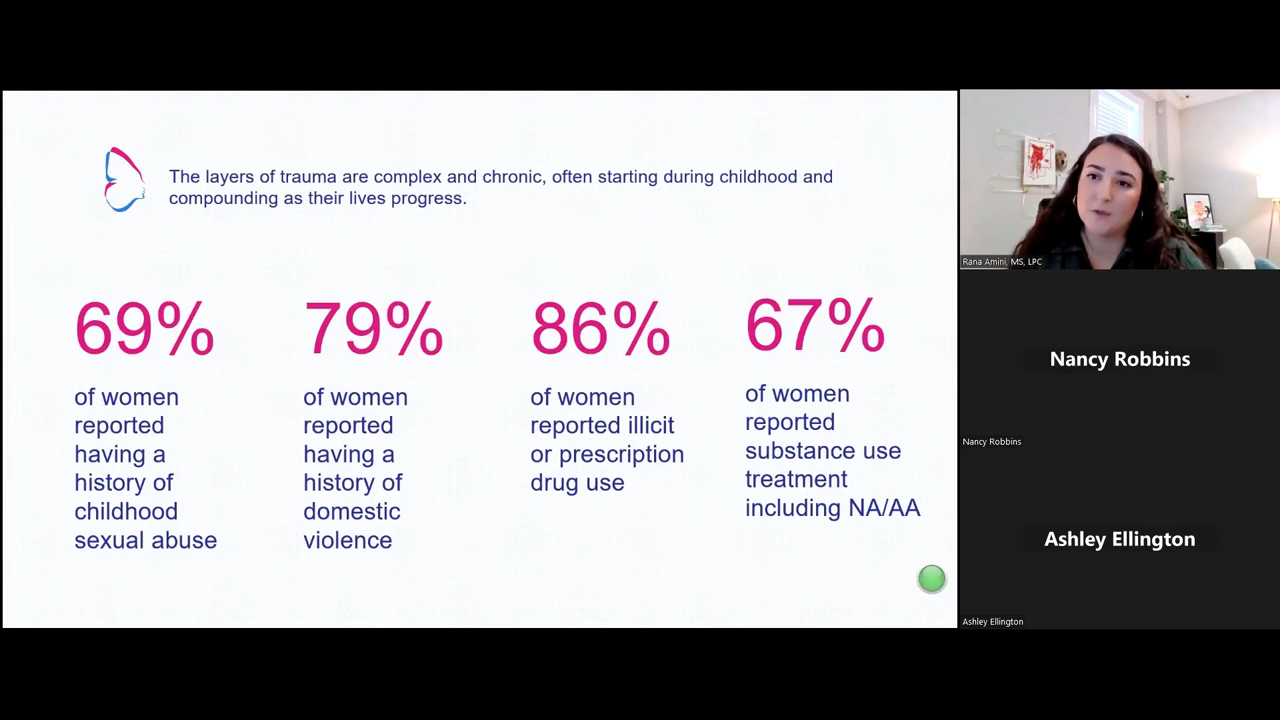 The layers of trauma are complex and chronic, often starting during childhood and
compounding as their lives progress.
69%
of women
reported
having a
history of
childhood
sexual abuse
79%
of women
reported
having a
history of
domestic
violence
86%
of women
reported illicit
or prescription
drug use
67%
of women
reported
substance use
treatment
including NA/AA
Rana Amini, MS, LPC
Nancy Robbins
Nancy Robbins
Ashley Ellington
Ashley Ellington